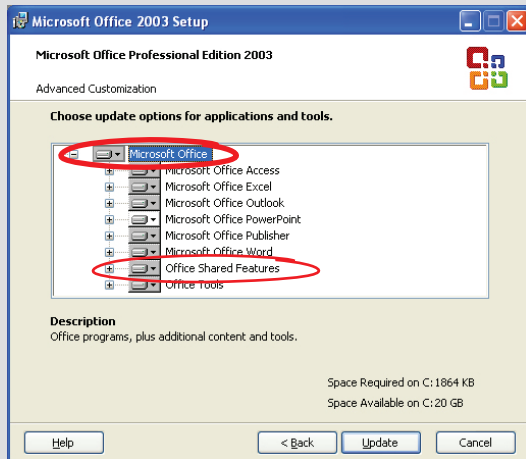 Microsoft Office 2003 Setup
Microsoft Office Professional Edition 2003
Advanced Customization
Choose update options for applications and tools.
Microsoft Office
Microsoft Office Access
Microsoft Office Excel
Microsoft Office Outlook
Microsoft Office PowerPoint
Microsoft Office Publisher
Microsoft Office Word
Office Shared Features
Office Tools
Description
Office programs, plus additional content and tools.
Space Required on C: 1864 KB
Space Available on C: 20 GB
Help
< Back
Update
Cancel